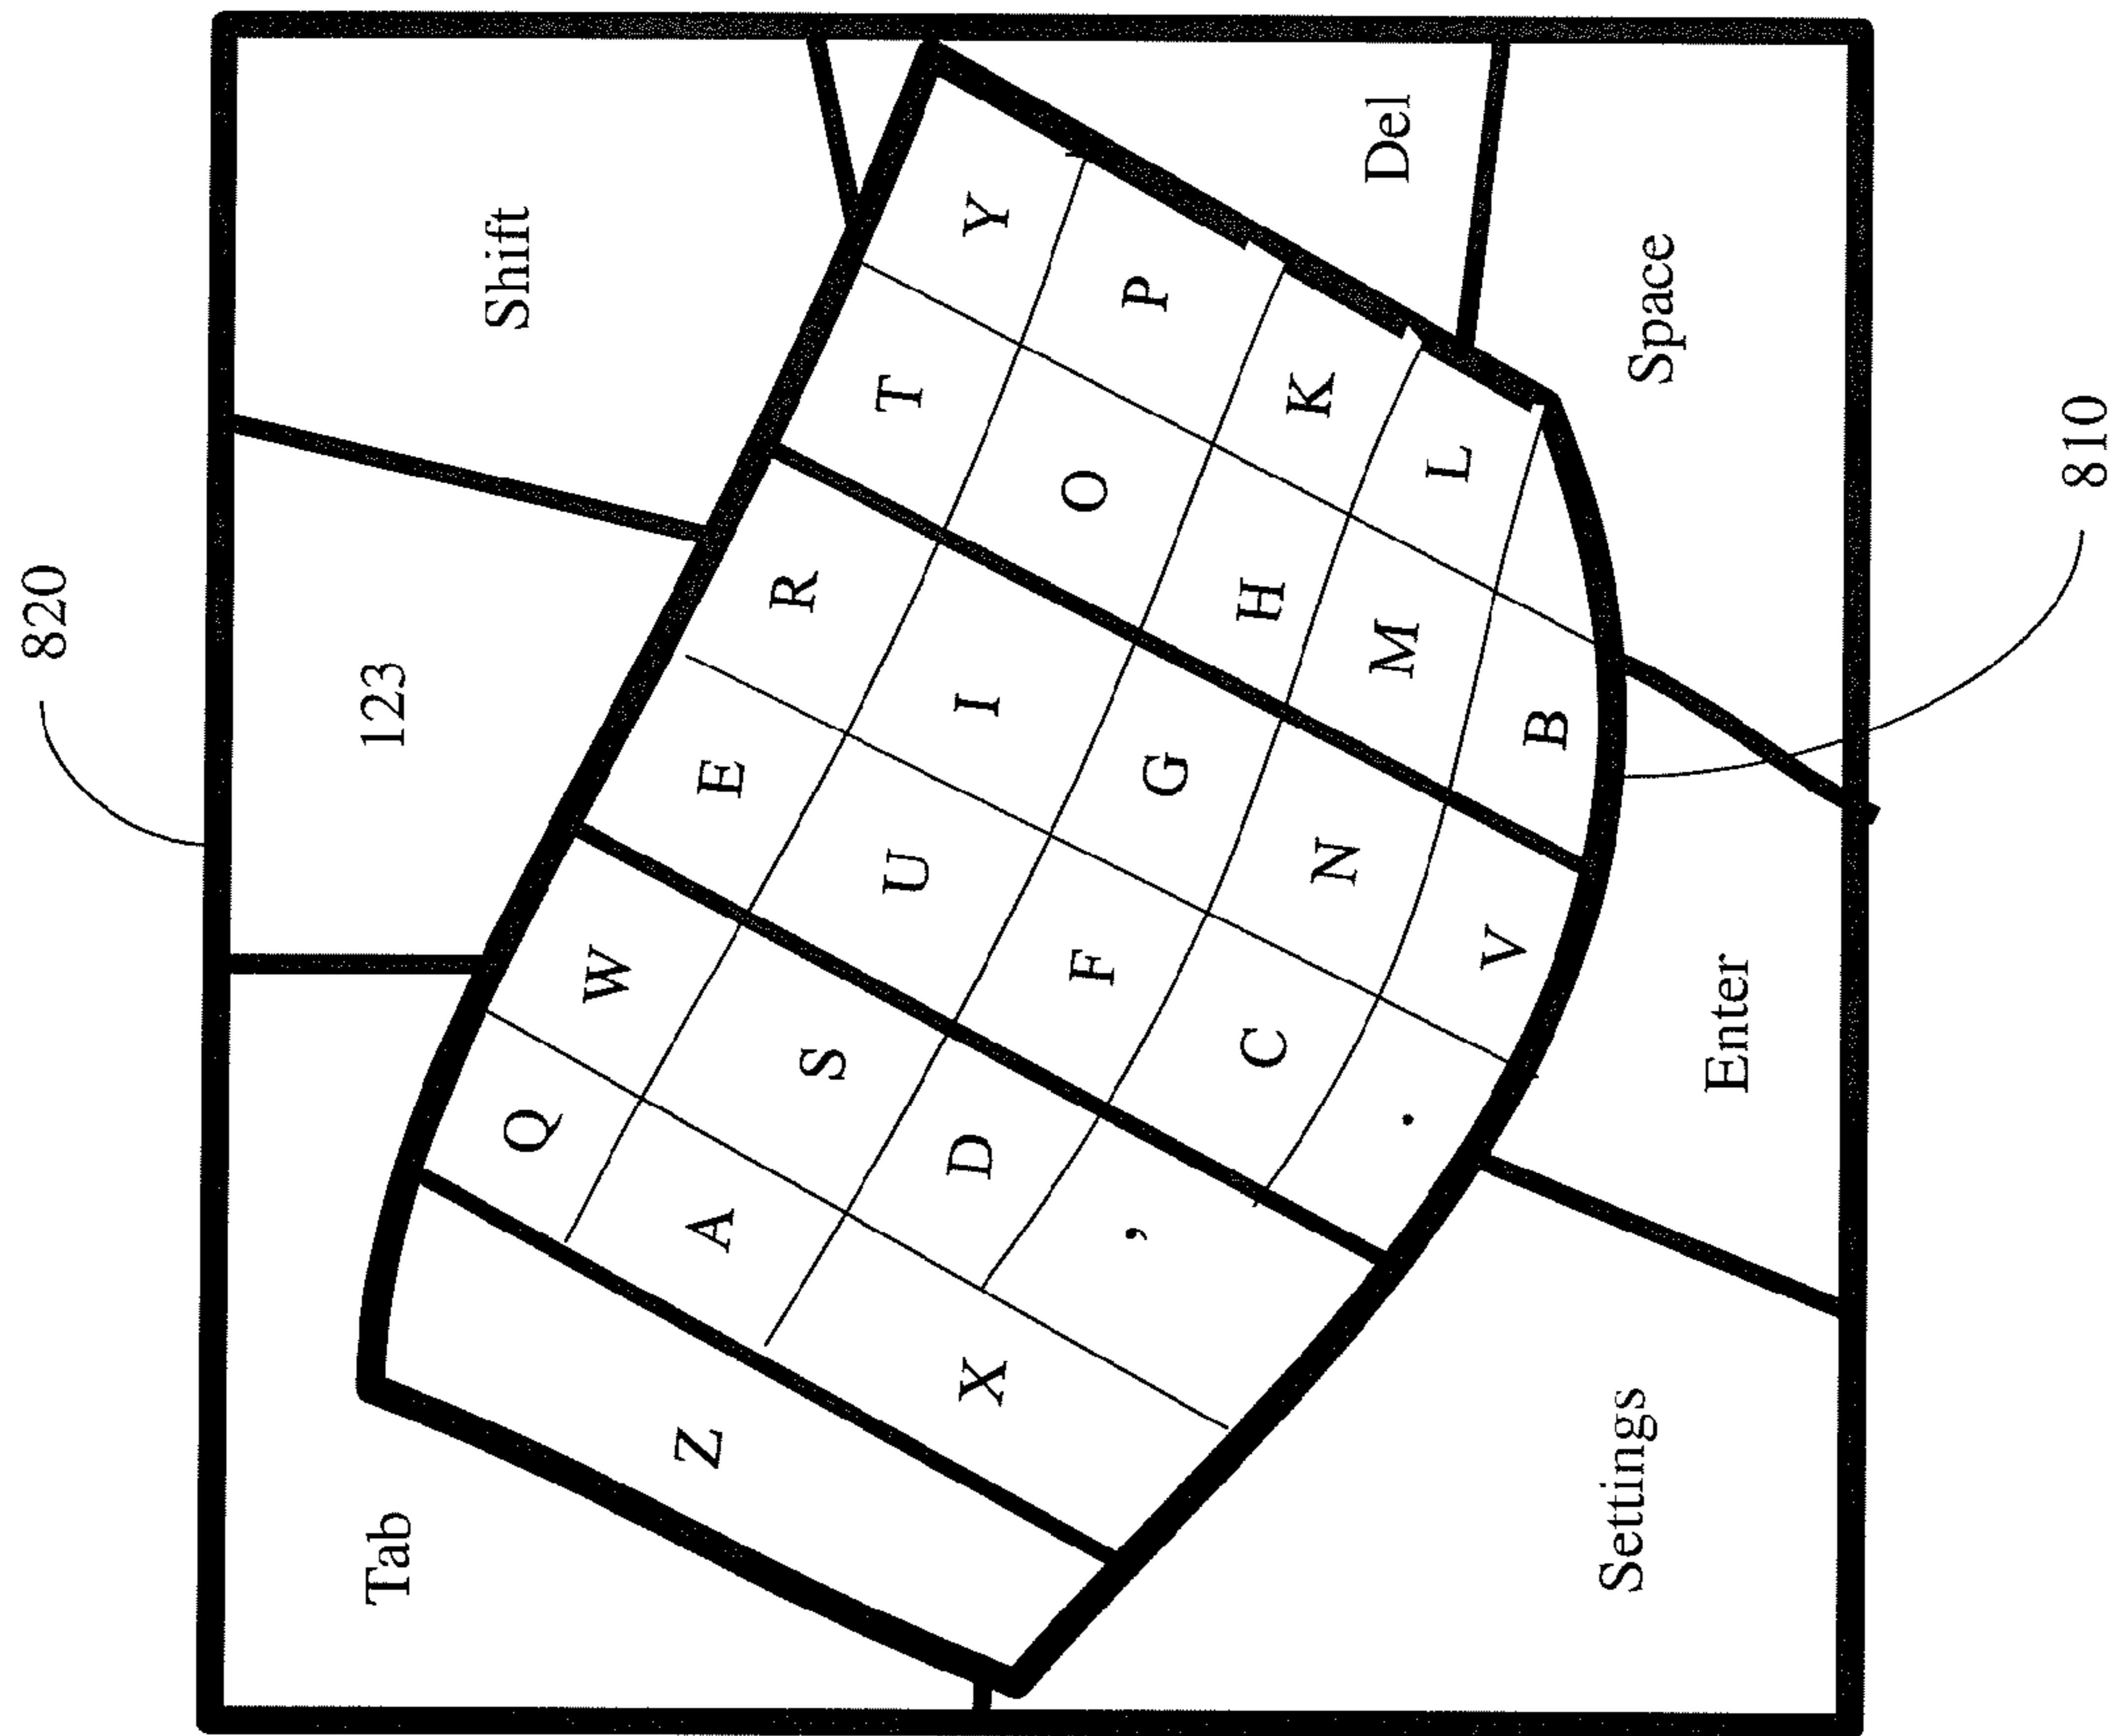 820
Tab 123 Shift
Q W E R T Y
A S U I O P
Z X D F G H K Del
, C N M L
. V B
Settings Enter Space
810